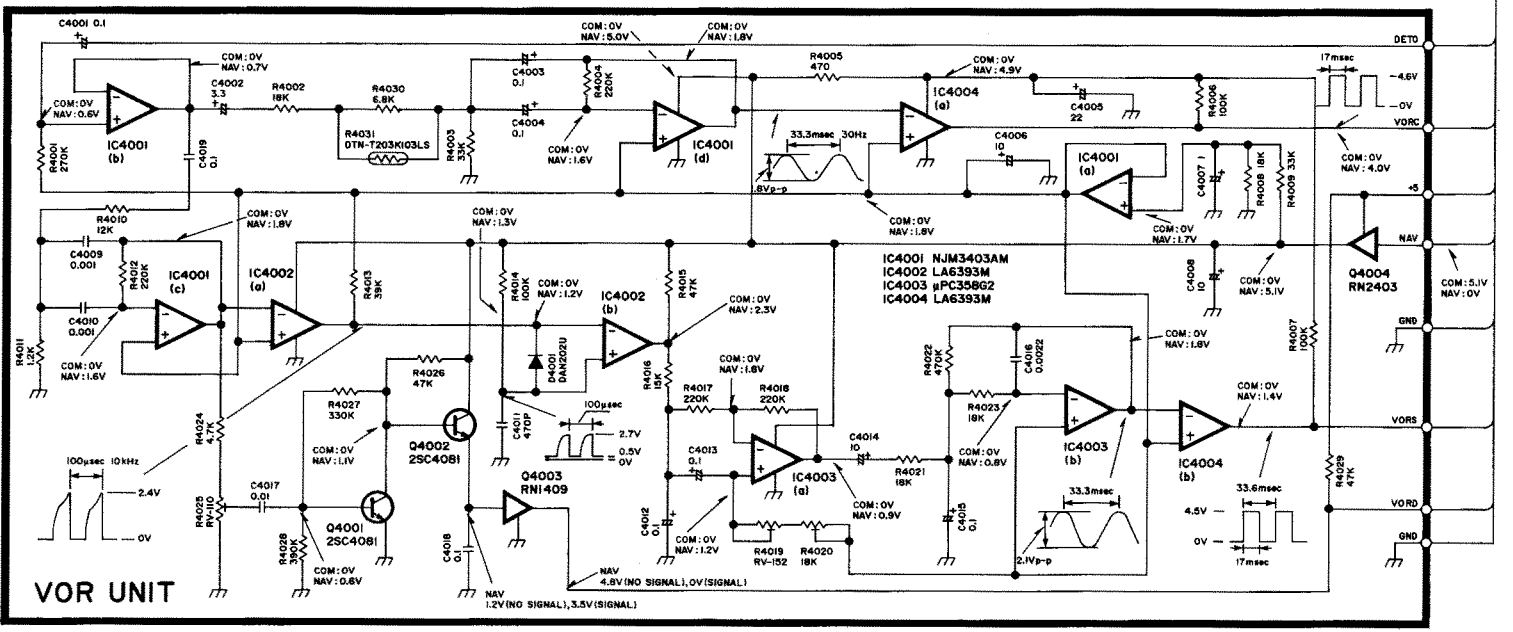 C4001 0.1
DETO
COM:0V
NAV:0.7V
C4002
3.3
R4002
18K
R4030
6.8K
R4031
DTN-T203K103LS
C4003
0.1
C4004
0.1
R4003
33K
R4004
220K
COM:0V
NAV:5.0V
COM:0V
NAV:1.8V
R4005
470
COM:0V
NAV:4.9V
IC4004
(a)
C4005
22
R4006
100K
17msec
4.6V
0V
VORC
COM:0V
NAV:4.0V
COM:0V
NAV:0.6V
IC4001
(b)
R4001
270K
C4019
0.1
COM:0V
NAV:1.6V
IC4001
(d)
33.3msec 30Hz
1.8Vp-p
C4006
10
IC4001
(a)
C4007 1
R4008 18K
R4009 33K
+5
R4010
12K
COM:0V
NAV:1.8V
COM:0V
NAV:1.3V
COM:0V
NAV:1.8V
COM:0V
NAV:1.7V
NAV
C4009
0.001
R4012
220K
IC4001
(c)
IC4002
(a)
R4013
39K
R4014
100K
COM:0V
NAV:1.2V
IC4002
(b)
R4015
47K
COM:0V
NAV:2.3V
IC4001 NJM3403AM
IC4002 LA6393M
IC4003 μPC358G2
IC4004 LA6393M
C4008
10
COM:0V
NAV:5.1V
Q4004
RN2403
COM:5.1V
NAV:0V
C4010
0.001
R4011
1.2K
COM:0V
NAV:1.6V
R4026
47K
D4001
DAN202U
R4016
15K
R4007
100K
GND
R4027
330K
R4024
4.7K
COM:0V
NAV:1.1V
Q4002
2SC4081
C4011
470P
100μsec
2.7V
0.5V
0V
R4017
220K
COM:0V
NAV:1.8V
R4018
220K
R4022
470K
C4016
0.0022
COM:0V
NAV:1.8V
R4023
18K
IC4003
(b)
COM:0V
NAV:0.8V
IC4004
(b)
COM:0V
NAV:1.4V
VORS
100μsec 10kHz
2.4V
0V
R4025
RV-110
C4017
0.01
Q4001
2SC4081
Q4003
RN1409
C4013
0.1
IC4003
(a)
C4014
10
R4021
18K
COM:0V
NAV:0.9V
33.3msec
2.1Vp-p
33.6msec
4.5V
0V
17msec
R4029
47K
VORD
R4028
390K
COM:0V
NAV:0.6V
C4018
0.1
C4012
0.1
COM:0V
NAV:1.2V
R4019
RV-152
R4020
18K
C4015
0.1
GND
VOR UNIT
NAV
4.8V(NO SIGNAL),0V(SIGNAL)
NAV
1.2V(NO SIGNAL),3.5V(SIGNAL)